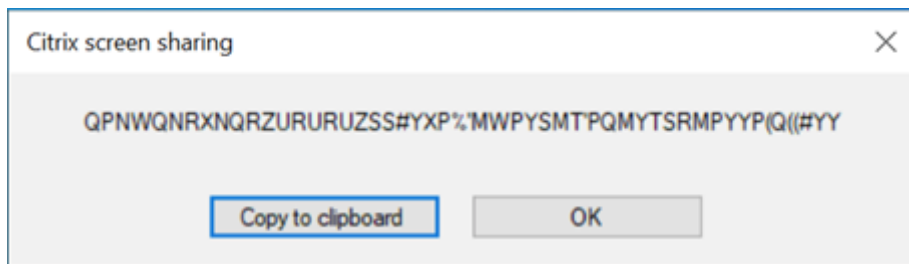 Citrix screen sharing
QPNWQNRXNQRZURURUZSS#YXP%'MWPYSMT'PQMYTSRMPYYP(Q((#YY
Copy to clipboard OK